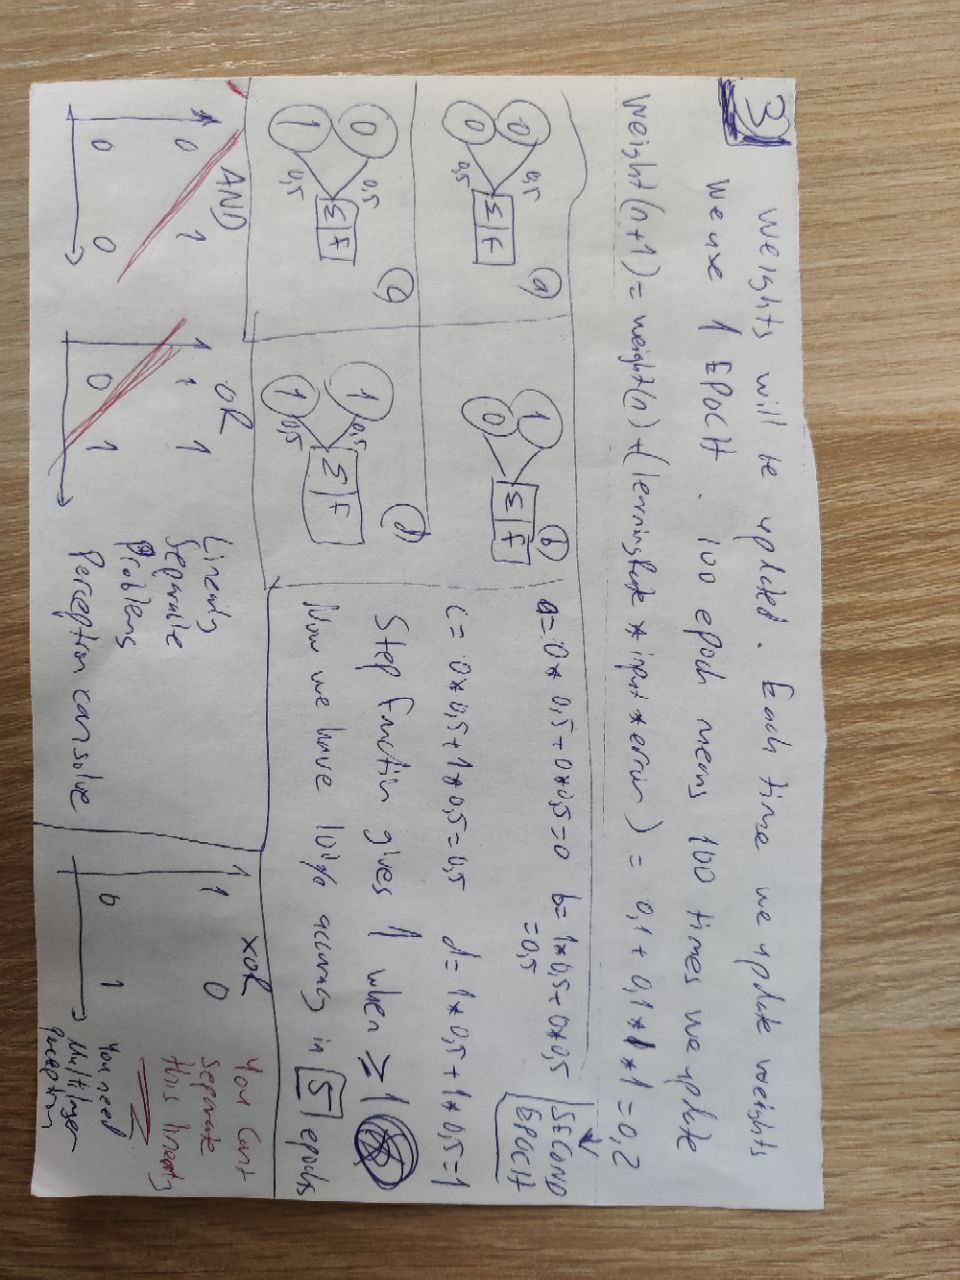 3 Weights will be updated. Each time we update weights
We use 1 EPOCH. 100 epoch means 100 times we update
Weight(n+1) = weight(n) + (learningRate * input * error) = 0,1 + 0,1*1*1 = 0,2
SECOND
EPOCH
a
0
0
0,5
0,5
Σ f
b
1
0
Σ f
a = 0* 0,5 + 0*0,5 = 0 b = 1*0,5 + 0*0,5
= 0,5
c = 0*0,5 + 1*0,5 = 0,5 d = 1*0,5 + 1*0,5 = 1
c
0
1
0,5
0,5
Σ f
d
1
1
0,5
0,5
Σ f
Step function gives 1 when ≥ 1
Now we have 100% accuracy in 5 epochs
AND
0 1
0 0
OR
1 1
0 1
Linearly
Separable
Problems
Perceptron can solve
XOR
1 0
0 1
You Cant
Separate
this linearly
You need
Multilayer
Perceptron